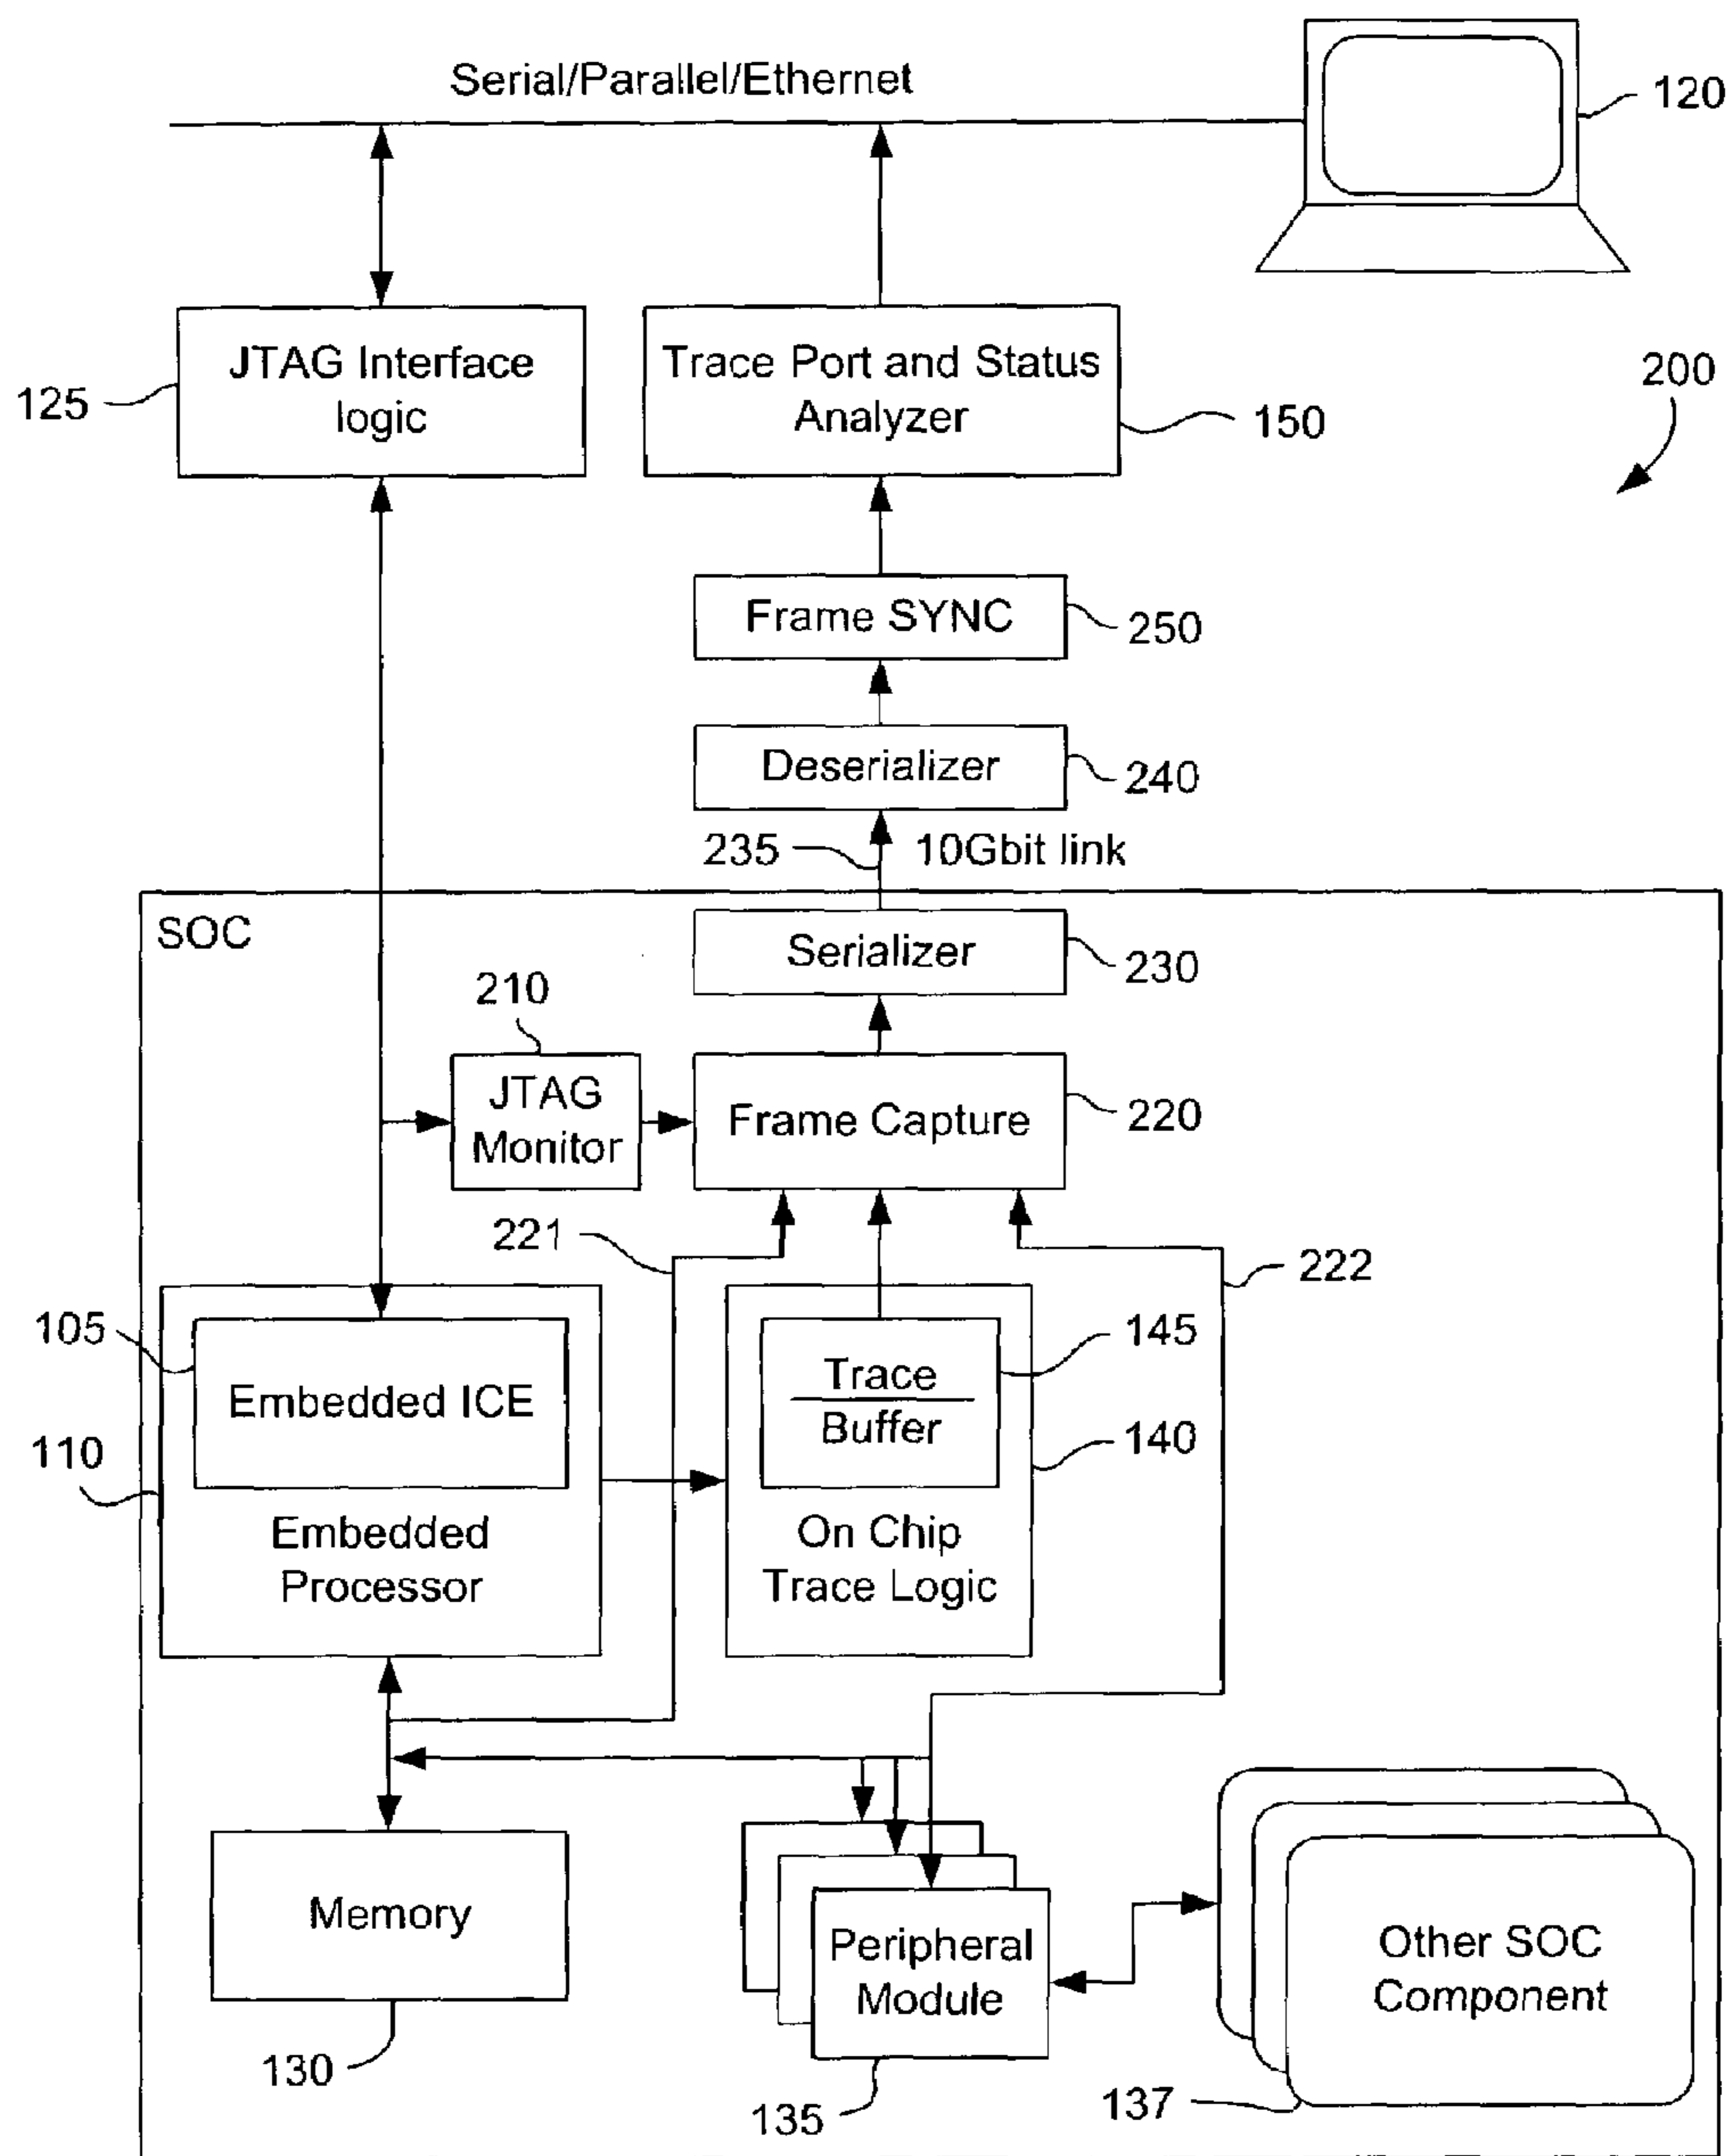 Serial/Parallel/Ethernet
120
JTAG Interface
logic
125
Trace Port and Status
Analyzer
150
200
Frame SYNC
250
Deserializer
240
235
10Gbit link
SOC
Serializer
230
210
JTAG
Monitor
Frame Capture
220
221
222
105
Embedded ICE
110
Embedded
Processor
Trace
Buffer
145
140
On Chip
Trace Logic
Memory
130
Peripheral
Module
135
Other SOC
Component
137